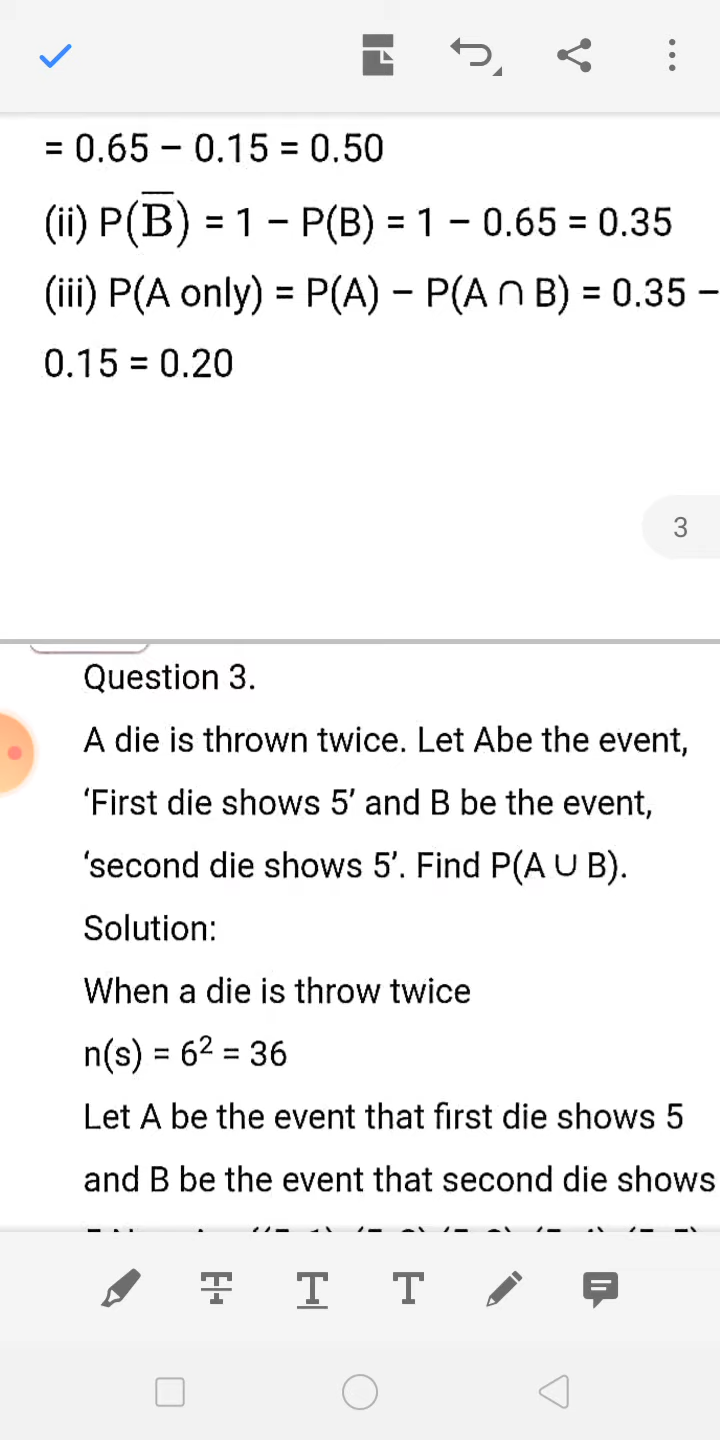 = 0.65 – 0.15 = 0.50
(ii) P(B̅) = 1 – P(B) = 1 – 0.65 = 0.35
(iii) P(A only) = P(A) – P(A ∩ B) = 0.35 –
0.15 = 0.20
3
Question 3.
A die is thrown twice. Let Abe the event,
‘First die shows 5’ and B be the event,
‘second die shows 5’. Find P(A ∪ B).
Solution:
When a die is throw twice
n(s) = 6² = 36
Let A be the event that first die shows 5
and B be the event that second die shows